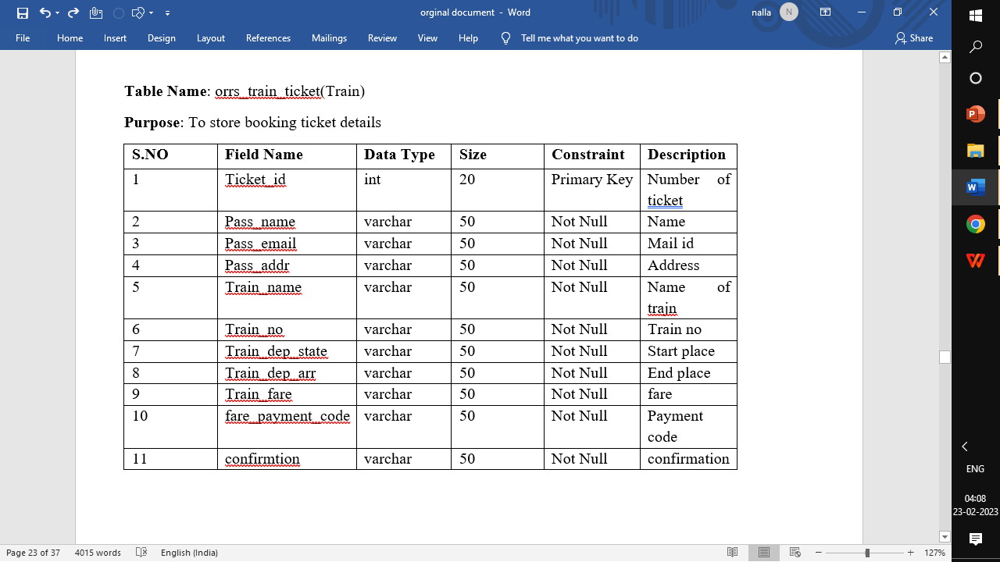 orginal document - Word
nalla
N
File Home Insert Design Layout References Mailings Review View Help Tell me what you want to do Share
Table Name: orrs_train_ticket(Train)
Purpose: To store booking ticket details
S.NO Field Name Data Type Size Constraint Description
1 Ticket_id int 20 Primary Key Number of
ticket
2 Pass_name varchar 50 Not Null Name
3 Pass_email varchar 50 Not Null Mail id
4 Pass_addr varchar 50 Not Null Address
5 Train_name varchar 50 Not Null Name of
trajn
6 Train_no varchar 50 Not Null Train no
7 Train_dep_state varchar 50 Not Null Start place
8 Train_dep_arr varchar 50 Not Null End place
9 Train_fare varchar 50 Not Null fare
10 fare_payment_code varchar 50 Not Null Payment
code
11 confirmtion varchar 50 Not Null confirmation
P
W
W
ENG
04:08
23-02-2023
Page 23 of 37 4015 words English (India) 127%